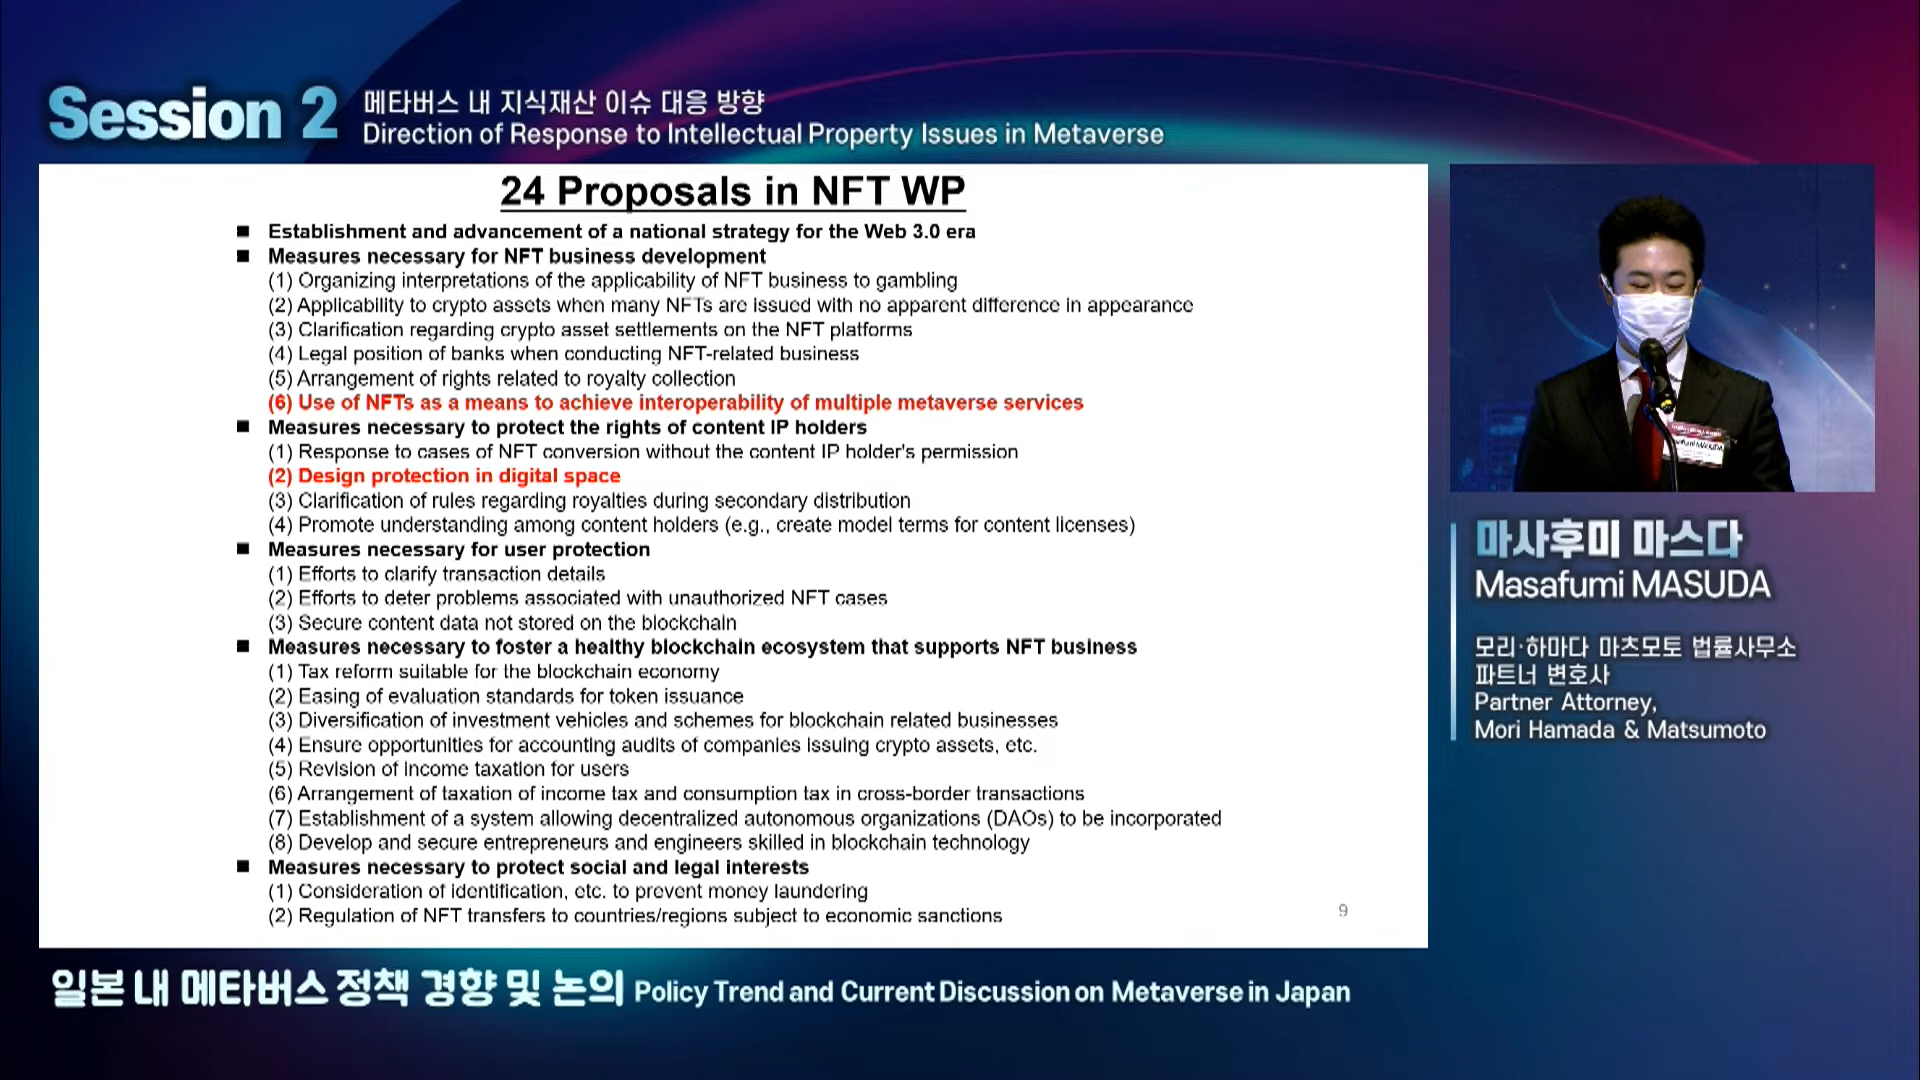 Session 2
메타버스 내 지식재산 이슈 대응 방향
Direction of Response to Intellectual Property Issues in Metaverse
24 Proposals in NFT WP
■ Establishment and advancement of a national strategy for the Web 3.0 era
■ Measures necessary for NFT business development
(1) Organizing interpretations of the applicability of NFT business to gambling
(2) Applicability to crypto assets when many NFTs are issued with no apparent difference in appearance
(3) Clarification regarding crypto asset settlements on the NFT platforms
(4) Legal position of banks when conducting NFT-related business
(5) Arrangement of rights related to royalty collection
(6) Use of NFTs as a means to achieve interoperability of multiple metaverse services
■ Measures necessary to protect the rights of content IP holders
(1) Response to cases of NFT conversion without the content IP holder's permission
(2) Design protection in digital space
(3) Clarification of rules regarding royalties during secondary distribution
(4) Promote understanding among content holders (e.g., create model terms for content licenses)
■ Measures necessary for user protection
(1) Efforts to clarify transaction details
(2) Efforts to deter problems associated with unauthorized NFT cases
(3) Secure content data not stored on the blockchain
■ Measures necessary to foster a healthy blockchain ecosystem that supports NFT business
(1) Tax reform suitable for the blockchain economy
(2) Easing of evaluation standards for token issuance
(3) Diversification of investment vehicles and schemes for blockchain related businesses
(4) Ensure opportunities for accounting audits of companies issuing crypto assets, etc.
(5) Revision of income taxation for users
(6) Arrangement of taxation of income tax and consumption tax in cross-border transactions
(7) Establishment of a system allowing decentralized autonomous organizations (DAOs) to be incorporated
(8) Develop and secure entrepreneurs and engineers skilled in blockchain technology
■ Measures necessary to protect social and legal interests
(1) Consideration of identification, etc. to prevent money laundering
(2) Regulation of NFT transfers to countries/regions subject to economic sanctions
9
마사후미 마스다
Masafumi MASUDA
모리·하마다 마츠모토 법률사무소
파트너 변호사
Partner Attorney,
Mori Hamada & Matsumoto
일본 내 메타버스 정책 경향 및 논의 Policy Trend and Current Discussion on Metaverse in Japan